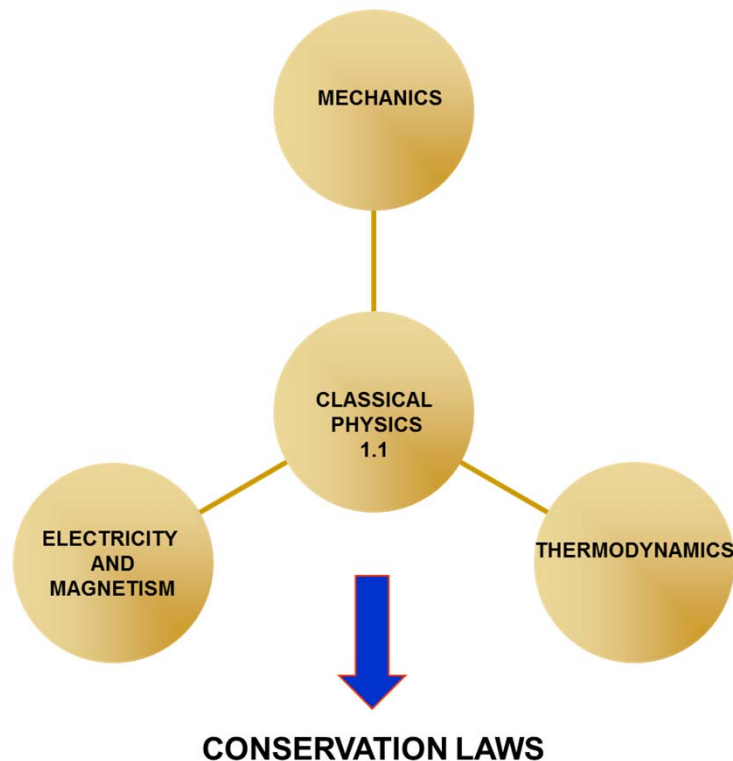 MECHANICS
CLASSICAL
PHYSICS
1.1
ELECTRICITY
AND
MAGNETISM
THERMODYNAMICS
CONSERVATION LAWS